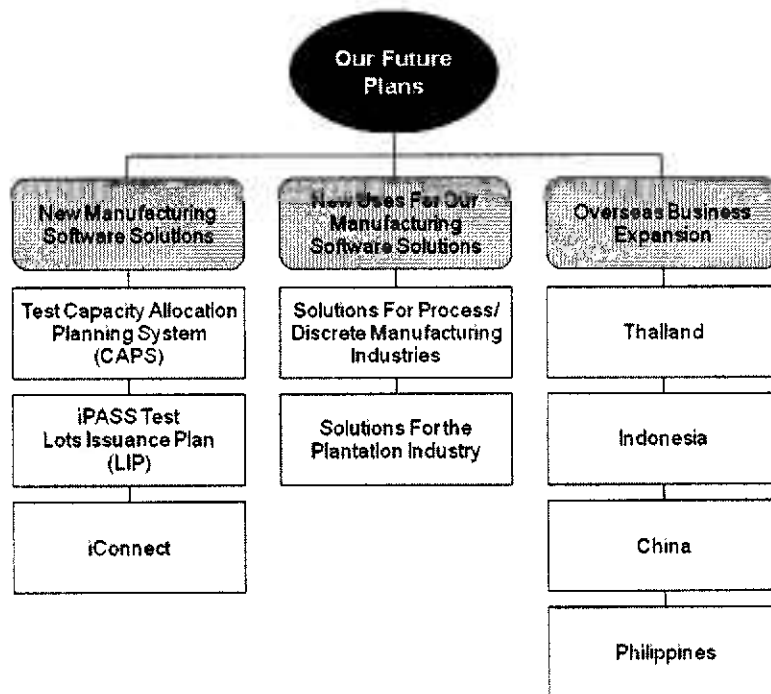 Our Future
Plans
New Manufacturing
Software Solutions
New Uses For Our
Manufacturing
Software Solutions
Overseas Business
Expansion
Test Capacity Allocation
Planning System
(CAPS)
Solutions For Process/
Discrete Manufacturing
Industries
Thailand
iPASS Test
Lots Issuance Plan
(LIP)
Solutions For the
Plantation Industry
Indonesia
iConnect
China
Philippines